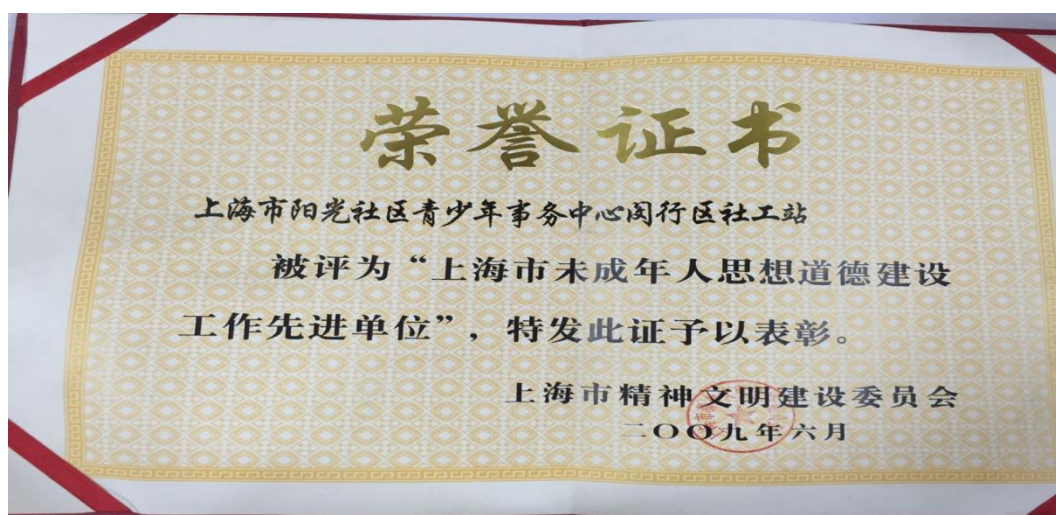 荣誉证书
上海市阳光社区青少年事务中心闵行区社工站
被评为“上海市未成年人思想道德建设
工作先进单位”，特发此证予以表彰。
上海市精神文明建设委员会
二〇〇九年六月